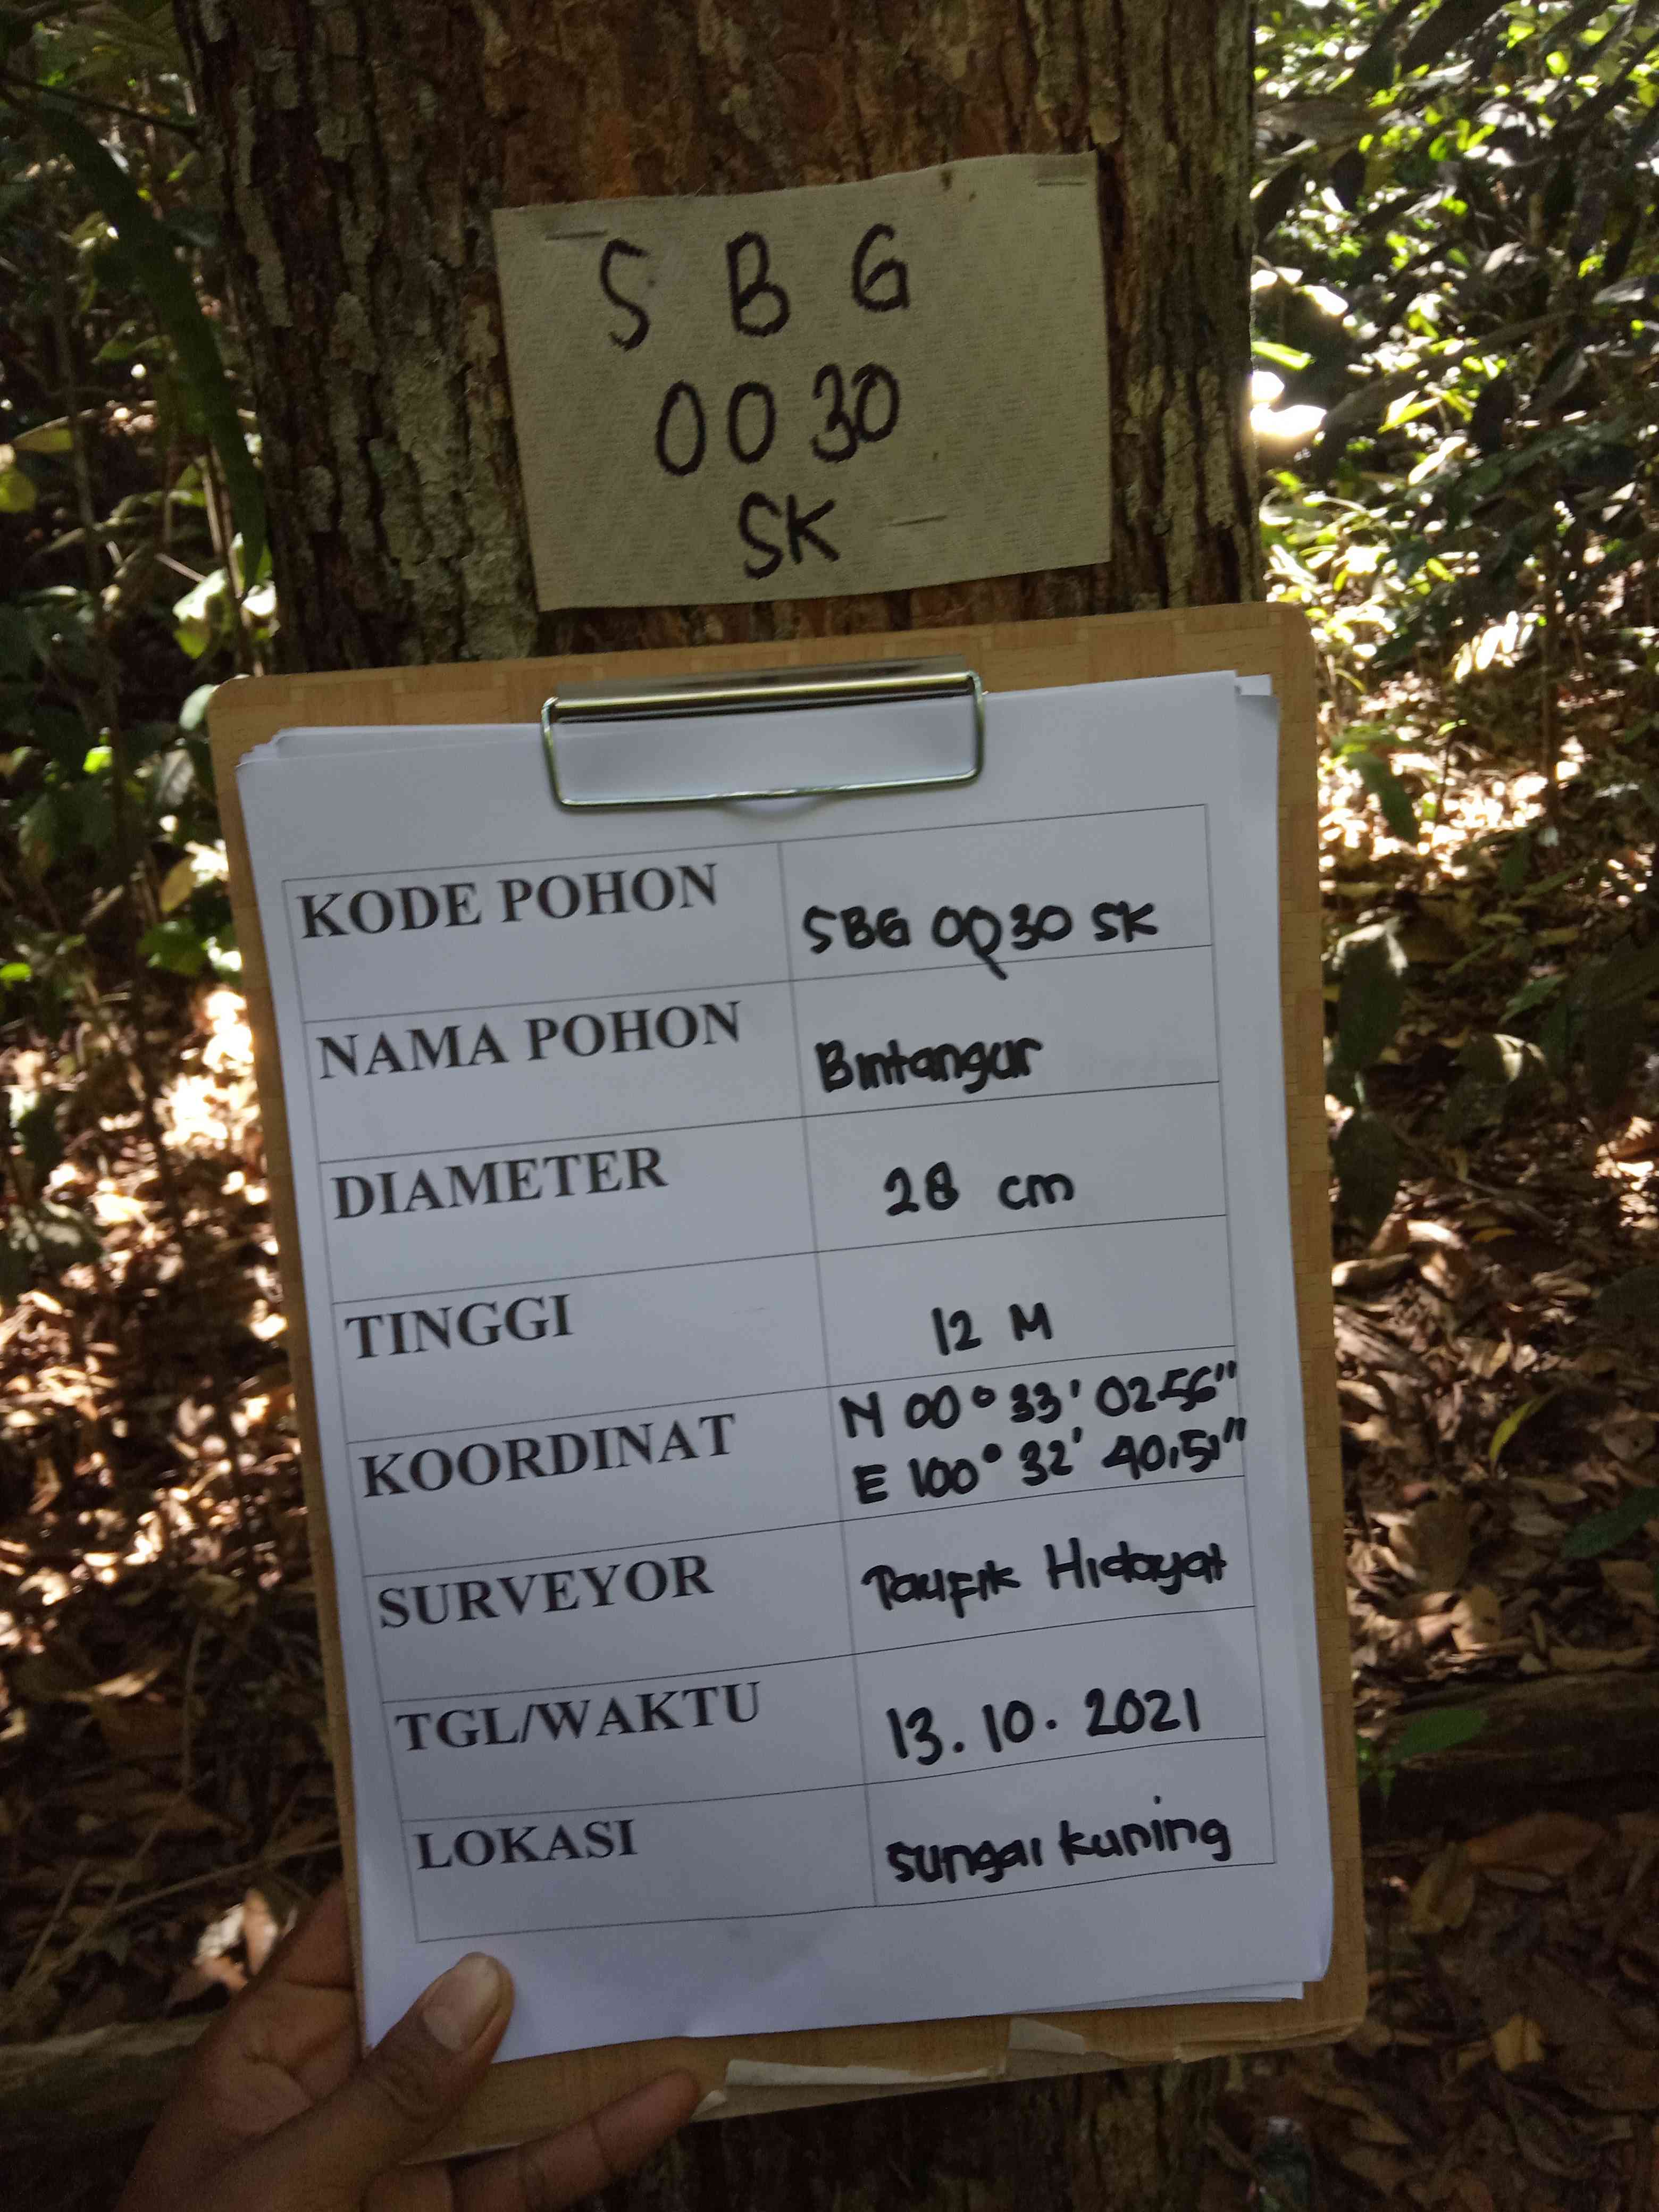 S B G
0030
SK
KODE POHON SBG 0030 SK
NAMA POHON Bintangur
DIAMETER 28 cm
TINGGI 12 M
KOORDINAT N 00° 33' 02.56"
E 100° 32' 40,51"
SURVEYOR Taufik Hidayat
TGL/WAKTU 13.10.2021
LOKASI Sungai kuning